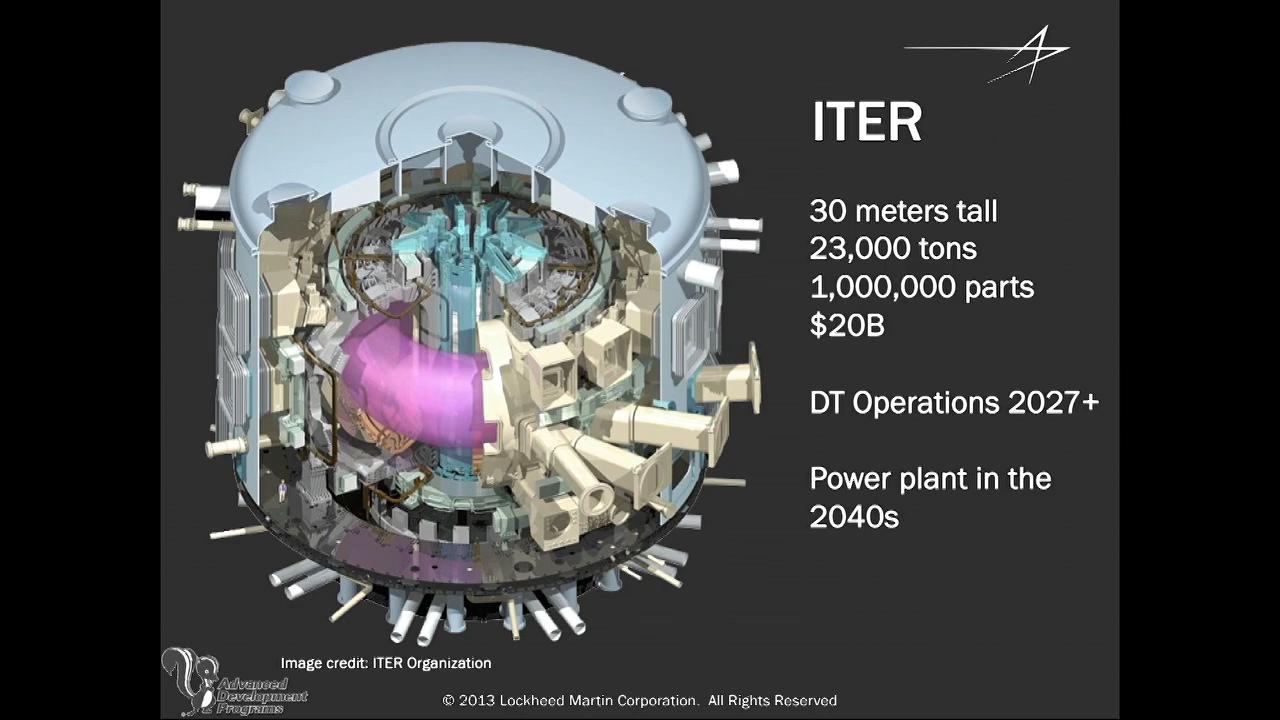 ITER
30 meters tall
23,000 tons
1,000,000 parts
$20B
DT Operations 2027+
Power plant in the
2040s
Image credit: ITER Organization
Advanced
Development
Programs
© 2013 Lockheed Martin Corporation. All Rights Reserved